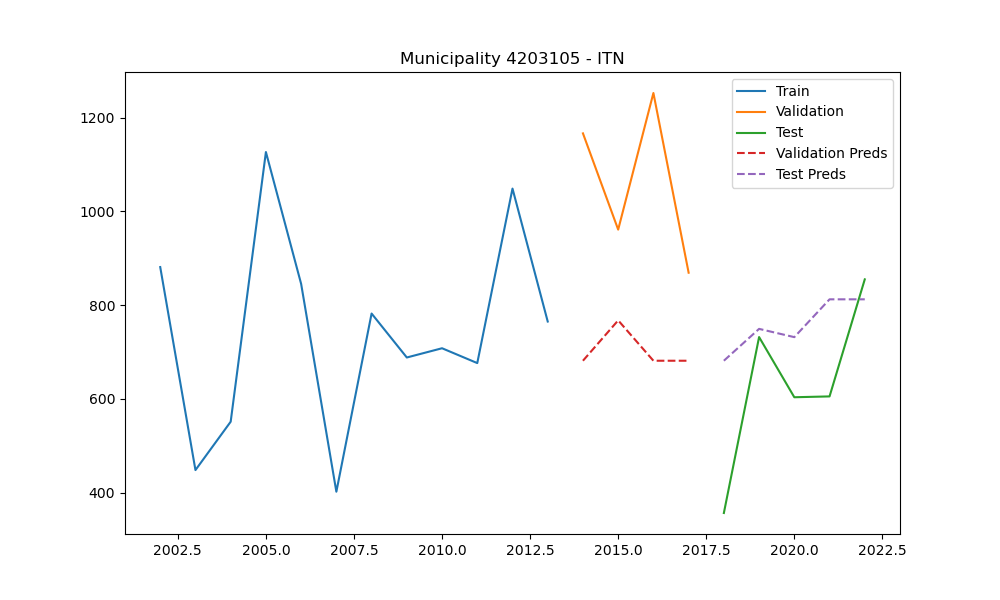 Municipality 4203105 - ITN
Train
Validation
Test
Validation Preds
Test Preds
1200
1000
800
600
400
2002.5 2005.0 2007.5 2010.0 2012.5 2015.0 2017.5 2020.0 2022.5